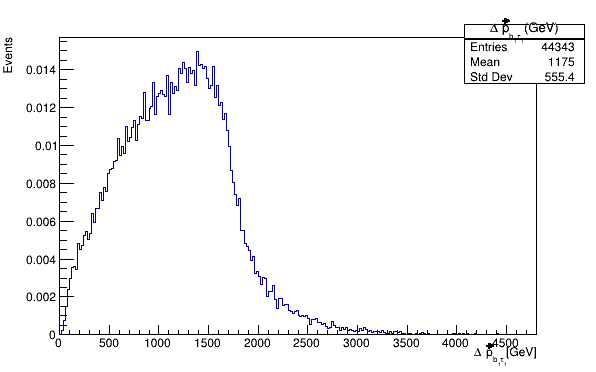 Δ p⃗ b₁τ₁ (GeV)
Entries 44343
Mean 1175
Std Dev 555.4
Events
0.014
0.012
0.01
0.008
0.006
0.004
0.002
0
0 500 1000 1500 2000 2500 3000 3500 4000 4500
Δ p⃗ b₁τ₁ [GeV]